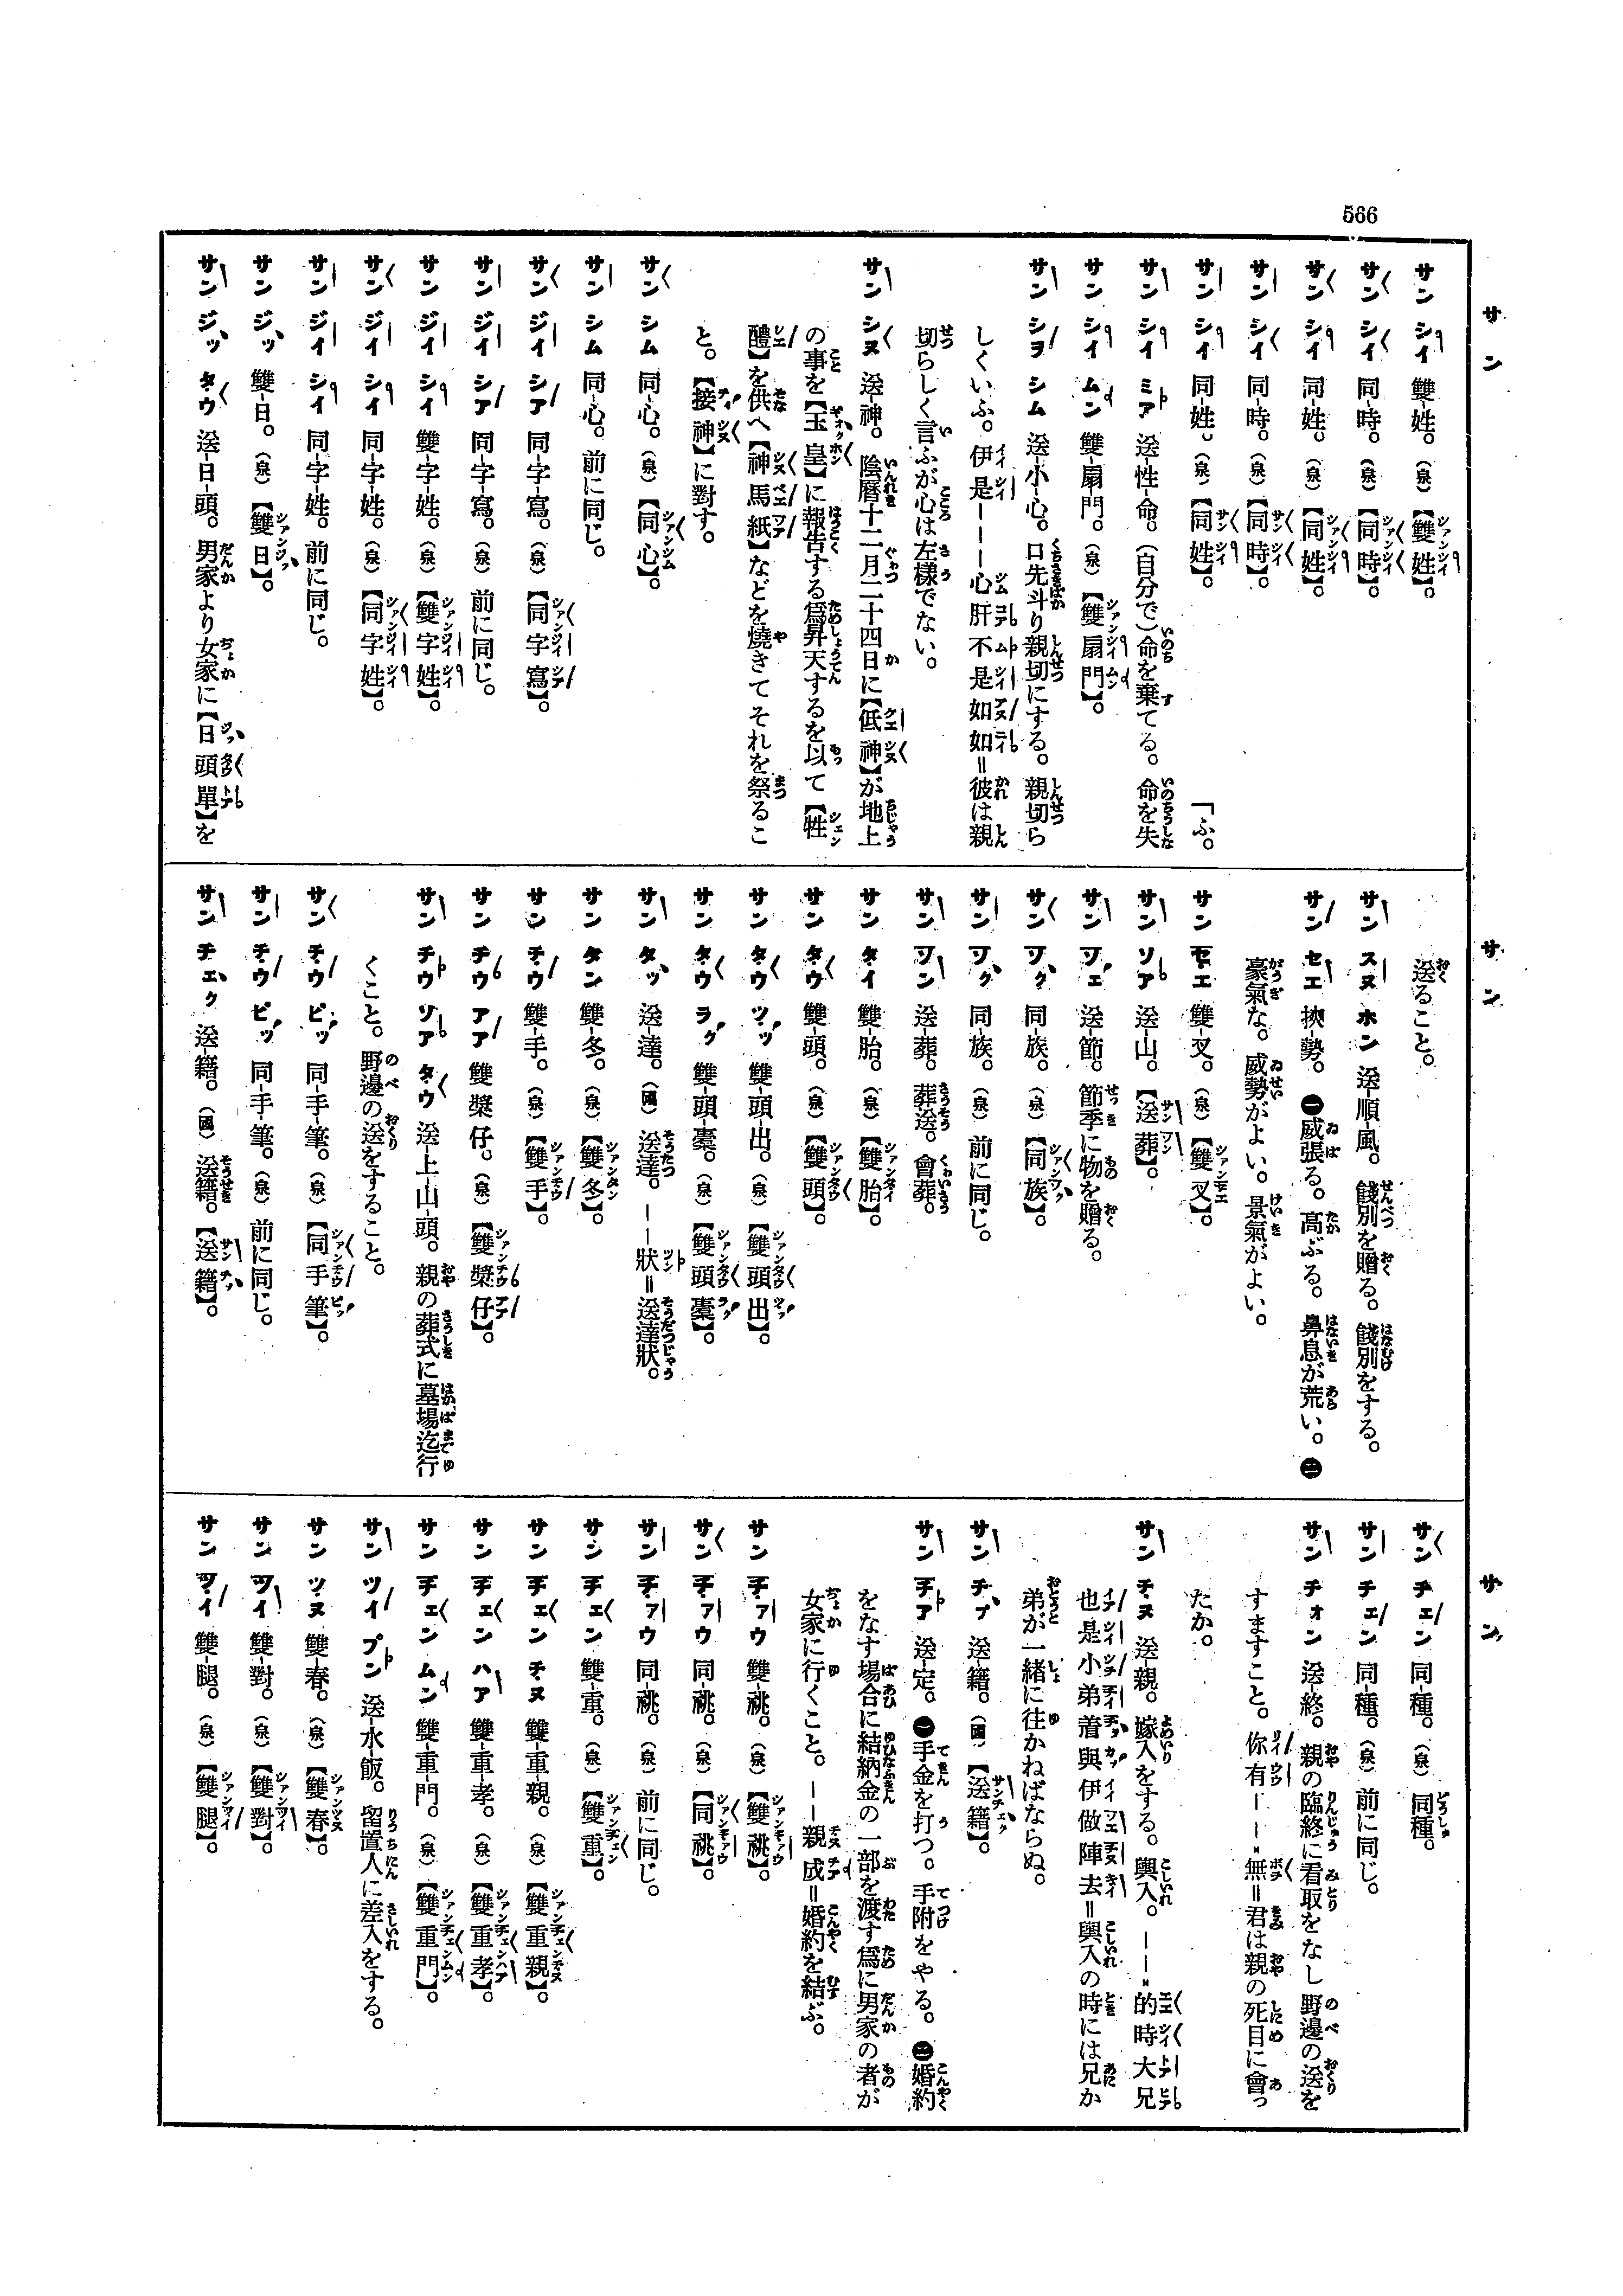 566
サン
サン シイ 雙-姓。（泉）【雙姓】。
サン シイ 同-時。（泉）【同時】。
サン シイ 同-姓。（泉）【同姓】。
サン シイ 同-時。（泉）【同時】。
サン シイ 同-姓。（泉）【同姓】。 「ふ。
サン シイ ミア 送-性-命。（自分で）命を棄てる。命を失
サン シイ ムン 雙-扇-門。（泉）【雙扇門】。
サン シヲ シム 送-小-心。口先斗り親切にする。親切ら
しくいふ。伊是－－－心肝不是如如＝彼は親
切らしく言ふが心は左樣でない。
サン シヌ 送-神。陰曆十二月二十四日に【低神】が地上
の事を【玉皇】に報告する爲昇天するを以て【牲
醴】を供へ【神馬紙】などを燒きてそれを祭るこ
と。【接神】に對す。
サン シム 同-心。（泉）【同心】。
サン シム 同-心。前に同じ。
サン ジイ シア 同-字-寫。（泉）【同字寫】。
サン ジイ シア 同-字-寫。前に同じ。
サン ジイ シイ 雙-字-姓。（泉）【雙字姓】。
サン ジイ シイ 同-字-姓。（泉）【同字姓】。
サン ジイ シイ 同-字-姓。前に同じ。
サン ジッ 雙-日。（泉）【雙日】。
サン ジッ タウ 送-日-頭。男家より女家に【日頭單】を
サン
送ること。
サン スヌ ホン 送-順-風。餞別を贈る。餞別をする。
サン セエ 挾-勢。㊀威張る。高ぶる。鼻息が荒い。㊁
豪氣な。威勢がよい。景氣がよい。
サン セエ 雙-叉。（泉）【雙叉】。
サン ソア 送-山。【送葬】。
サン ソェ 送-節。節季に物を贈る。
サン ソク 同-族。（泉）【同族】。
サン ソク 同-族。（泉）前に同じ。
サン ソン 送-葬。葬送。會葬。
サン タイ 雙-胎。（泉）【雙胎】。
サン タウ 雙-頭。（泉）【雙頭】。
サン タウ ツッ 雙-頭-出。（泉）【雙頭出】。
サン タウ ラク 雙-頭-橐。（泉）【雙頭橐】。
サン タッ 送-達。（國）送達。－－狀＝送達狀。
サン タン 雙-冬。（泉）【雙冬】。
サン チウ 雙-手。（泉）【雙手】。
サン チウ アア 雙-槳-仔。（泉）【雙槳仔】。
サン チウ ソア タウ 送-上-山-頭。親の葬式に墓場迄行
くこと。野邊の送をすること。
サン チウ ピッ 同-手-筆。（泉）【同手筆】。
サン チウ ピッ 同-手-筆。（泉）前に同じ。
サン チェク 送-籍。（國）送籍。【送籍】。
サン
サン チェン 同-種。（泉）同種。
サン チェン 同-種。（泉）前に同じ。
サン チォン 送-終。親の臨終に看取をなし野邊の送を
すますこと。你有－－無＝君は親の死目に會っ
たか。
サン チヌ 送-親。嫁入をする。輿入。－－的時大兄
也是小弟着與伊做陣去＝輿入の時には兄か
弟が一緒に往かねばならぬ。
サン チァ 送-籍。（國）【送籍】。
サン チア 送-定。㊀手金を打つ。手附をやる。㊁婚約
をなす場合に結納金の一部を渡す爲に男家の者が
女家に行くこと。－－親成＝婚約を結ぶ。
サン チァウ 雙-祧。（泉）【雙祧】。
サン チァウ 同-祧。（泉）【同祧】。
サン チァウ 同-祧。前に同じ。
サン チェン 雙-重。（泉）【雙重】。
サン チェン チヌ 雙-重-親。（泉）【雙重親】。
サン チェン ハア 雙-重-孝。（泉）【雙重孝】。
サン チェン ムン 雙-重-門。（泉）【雙重門】。
サン ツイ プン 送-水-飯。留置人に差入をする。
サン ツヌ 雙-春。（泉）【雙春】。
サン ツイ 雙-對。（泉）【雙對】。
サン ツイ 雙-腿。（泉）【雙腿】。